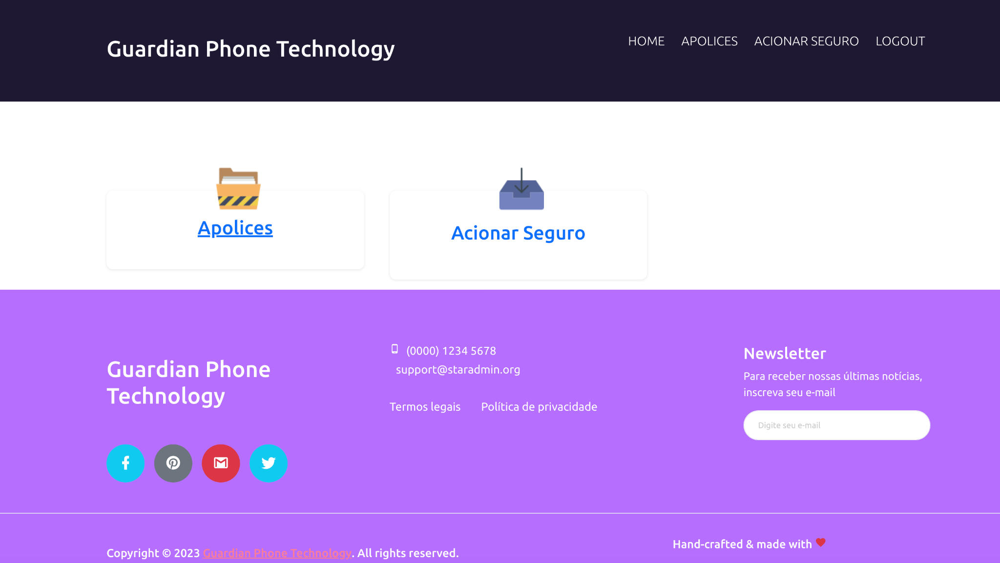 Guardian Phone Technology
HOME APOLICES ACIONAR SEGURO LOGOUT
Apolices
Acionar Seguro
Guardian Phone
Technology
(0000) 1234 5678
support@staradmin.org
Termos legais Política de privacidade
Newsletter
Para receber nossas últimas notícias,
inscreva seu e-mail
Digite seu e-mail
Copyright © 2023 Guardian Phone Technology. All rights reserved.
Hand-crafted & made with